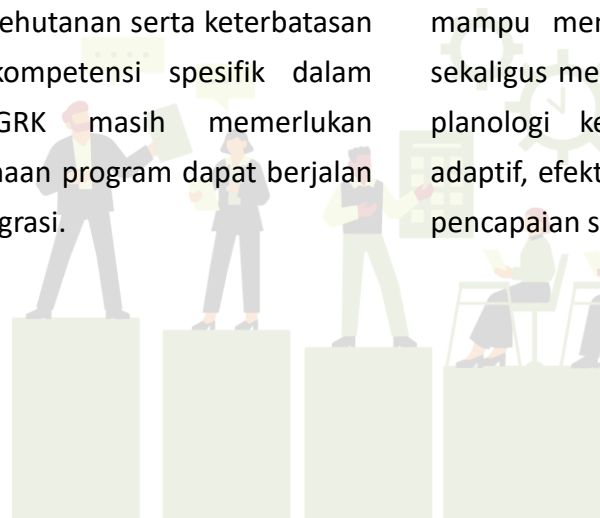 ehutanan serta keterbatasan
kompetensi spesifik dalam
GRK masih memerlukan
naan program dapat berjalan
grasi.
mampu mer
sekaligus me
planologi ke
adaptif, efekt
pencapaian s